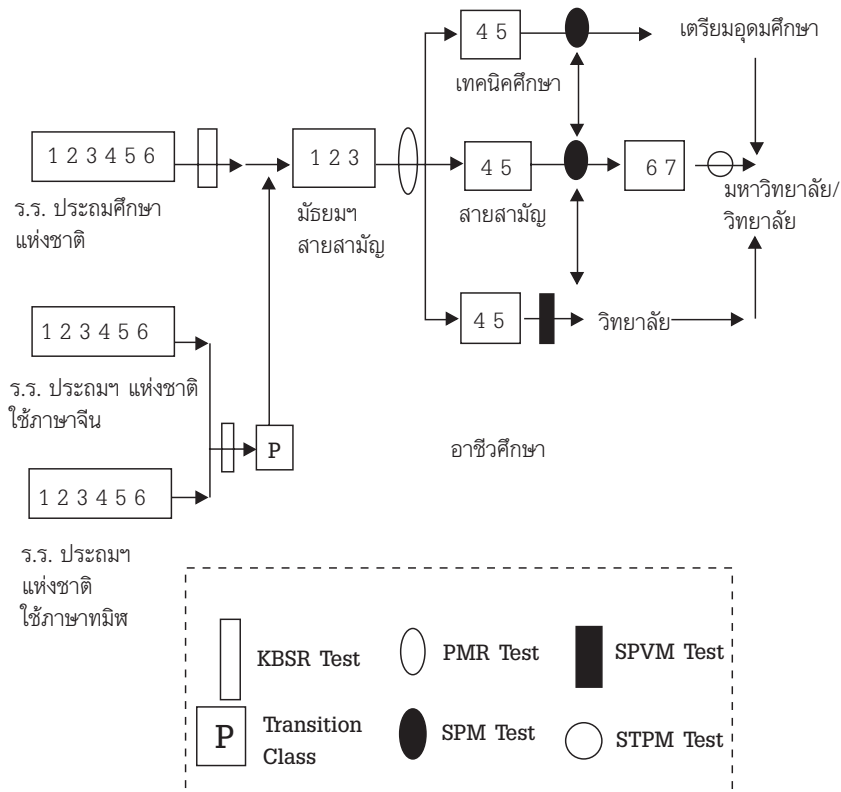 4 5
เตรียมอุดมศึกษา
เทคนิคศึกษา
1 2 3 4 5 6
1 2 3
4 5
6 7
ร.ร. ประถมศึกษา
แห่งชาติ
มัธยมฯ
สายสามัญ
สายสามัญ
มหาวิทยาลัย/
วิทยาลัย
1 2 3 4 5 6
4 5
วิทยาลัย
ร.ร. ประถมฯ แห่งชาติ
ใช้ภาษาจีน
P
อาชีวศึกษา
1 2 3 4 5 6
ร.ร. ประถมฯ
แห่งชาติ
ใช้ภาษาทมิฬ
KBSR Test
PMR Test
SPVM Test
P
Transition
Class
SPM Test
STPM Test